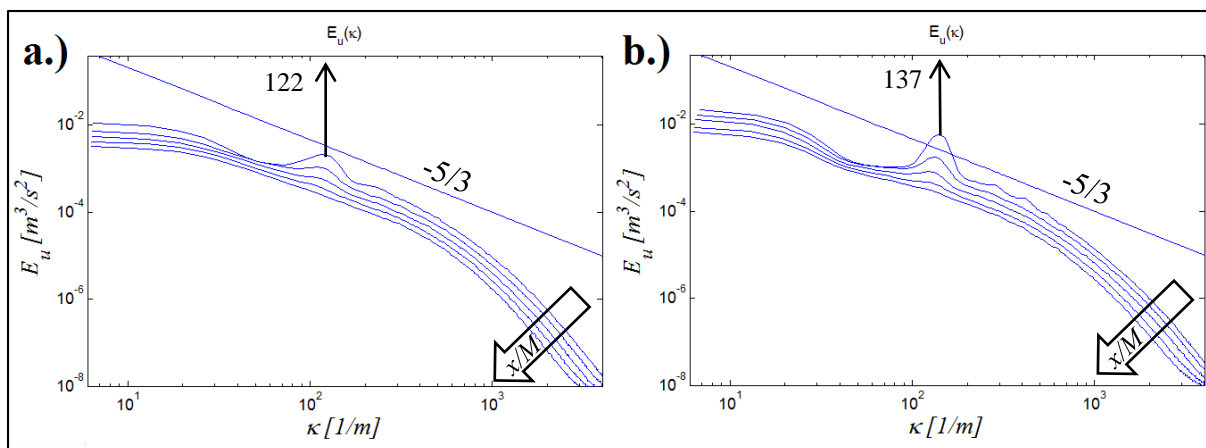 a.)
E_u(κ)
122
-5/3
10^-2
10^-4
10^-6
10^-8
E_u [m^3/s^2]
x/M
10^1
10^2
10^3
κ [1/m]
b.)
E_u(κ)
137
-5/3
10^-2
10^-4
10^-6
10^-8
E_u [m^3/s^2]
x/M
10^1
10^2
10^3
κ [1/m]